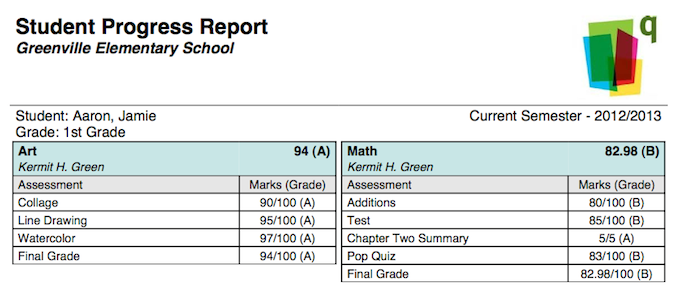 Student Progress Report
Greenville Elementary School
q
Student: Aaron, Jamie Current Semester - 2012/2013
Grade: 1st Grade
Art 94 (A)
Kermit H. Green
Assessment Marks (Grade)
Collage 90/100 (A)
Line Drawing 95/100 (A)
Watercolor 97/100 (A)
Final Grade 94/100 (A)
Math 82.98 (B)
Kermit H. Green
Assessment Marks (Grade)
Additions 80/100 (B)
Test 85/100 (B)
Chapter Two Summary 5/5 (A)
Pop Quiz 83/100 (B)
Final Grade 82.98/100 (B)